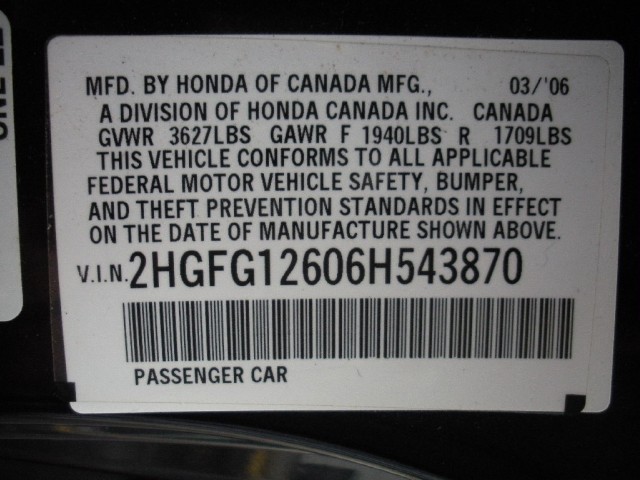 MFD. BY HONDA OF CANADA MFG., 03/'06
A DIVISION OF HONDA CANADA INC. CANADA
GVWR 3627LBS GAWR F 1940LBS R 1709LBS
THIS VEHICLE CONFORMS TO ALL APPLICABLE
FEDERAL MOTOR VEHICLE SAFETY, BUMPER,
AND THEFT PREVENTION STANDARDS IN EFFECT
ON THE DATE OF MANUFACTURE SHOWN ABOVE.
V.I.N. 2HGFG12606H543870
PASSENGER CAR